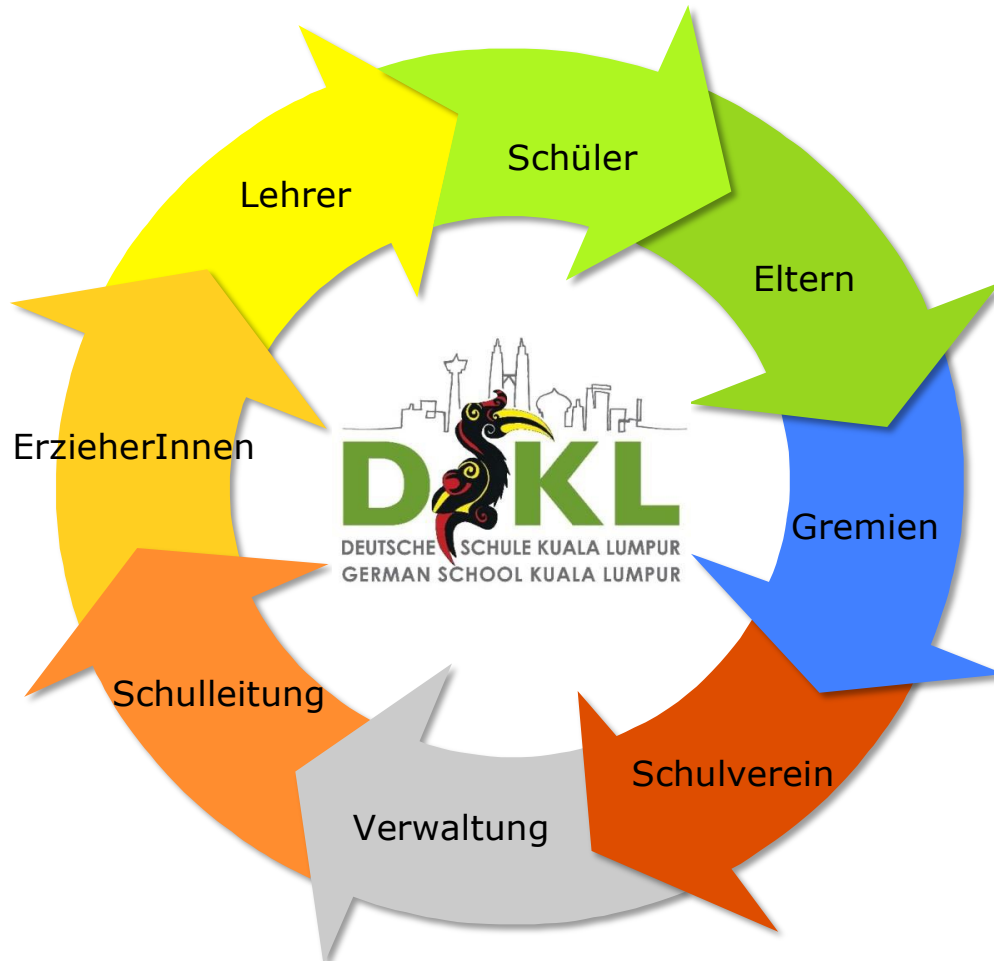 Schüler
Lehrer
Eltern
ErzieherInnen
Gremien
DSKL
DEUTSCHE SCHULE KUALA LUMPUR
GERMAN SCHOOL KUALA LUMPUR
Schulleitung
Schulverein
Verwaltung